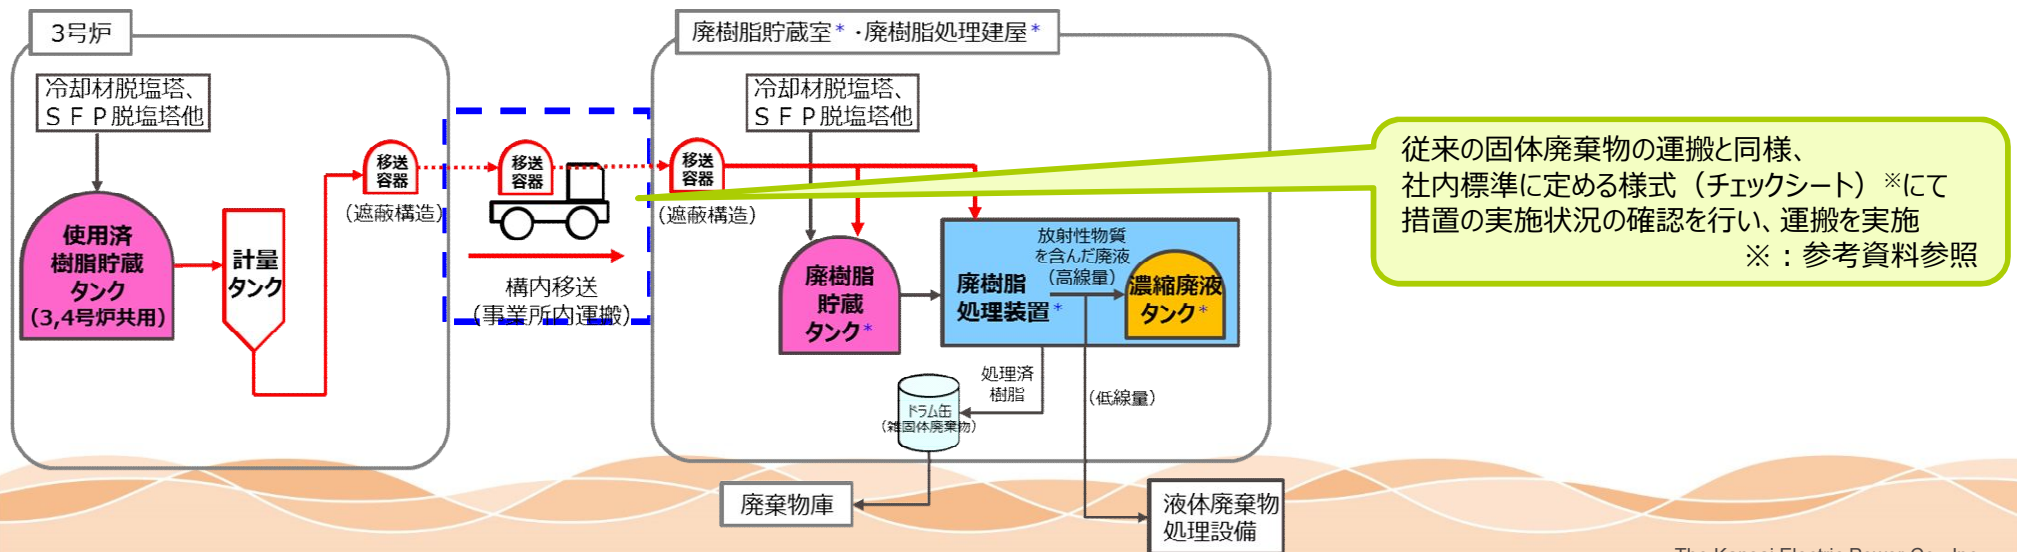 3号炉
冷却材脱塩塔、
ＳＦＰ脱塩塔他
使用済
樹脂貯蔵
タンク
(3,4号炉共用)
計量
タンク
移送
容器
（遮蔽構造）
移送
容器
構内移送
（事業所内運搬）
廃樹脂貯蔵室*・廃樹脂処理建屋*
移送
容器
（遮蔽構造）
冷却材脱塩塔、
ＳＦＰ脱塩塔他
廃樹脂
貯蔵
タンク*
廃樹脂
処理装置*
放射性物質
を含んだ廃液
（高線量）
濃縮廃液
タンク*
処理済
樹脂
（低線量）
ドラム缶
（雑固体廃棄物）
廃棄物庫
液体廃棄物
処理設備
従来の固体廃棄物の運搬と同様、
社内標準に定める様式（チェックシート）※にて
措置の実施状況の確認を行い、運搬を実施
※：参考資料参照